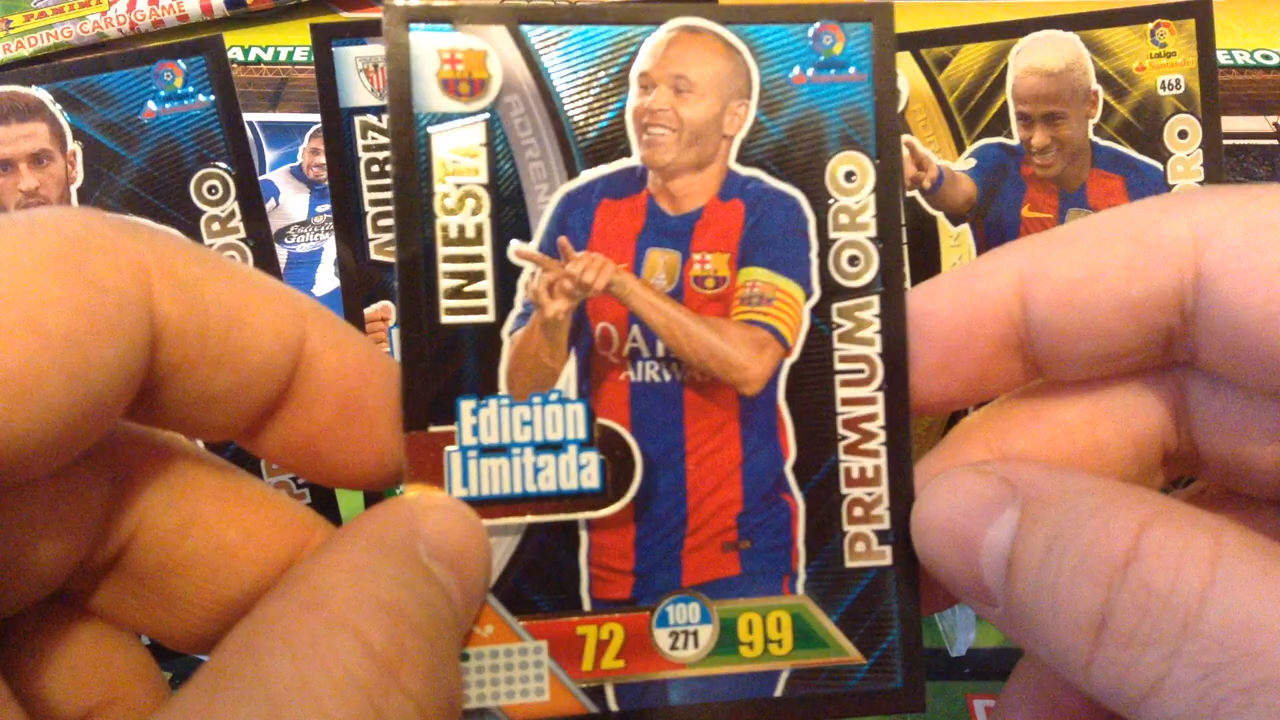 PANINI
TRADING CARD GAME
ANTE
ERO
LaLiga
Santander
468
ORO
ADURIZ
Estrella
Galicia
INIESTA
ADREN
PREMIUM ORO
QATAR
AIRWAYS
Edición
Limitada
72
100
271
99